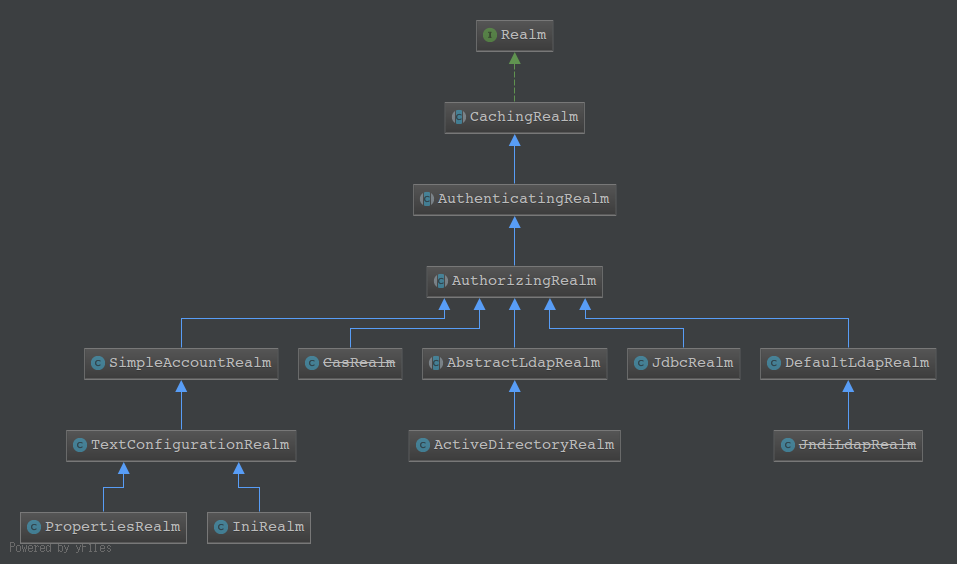 Realm
CachingRealm
AuthenticatingRealm
AuthorizingRealm
SimpleAccountRealm
CasRealm
AbstractLdapRealm
JdbcRealm
DefaultLdapRealm
TextConfigurationRealm
ActiveDirectoryRealm
JndiLdapRealm
PropertiesRealm
IniRealm
Powered by yFiles